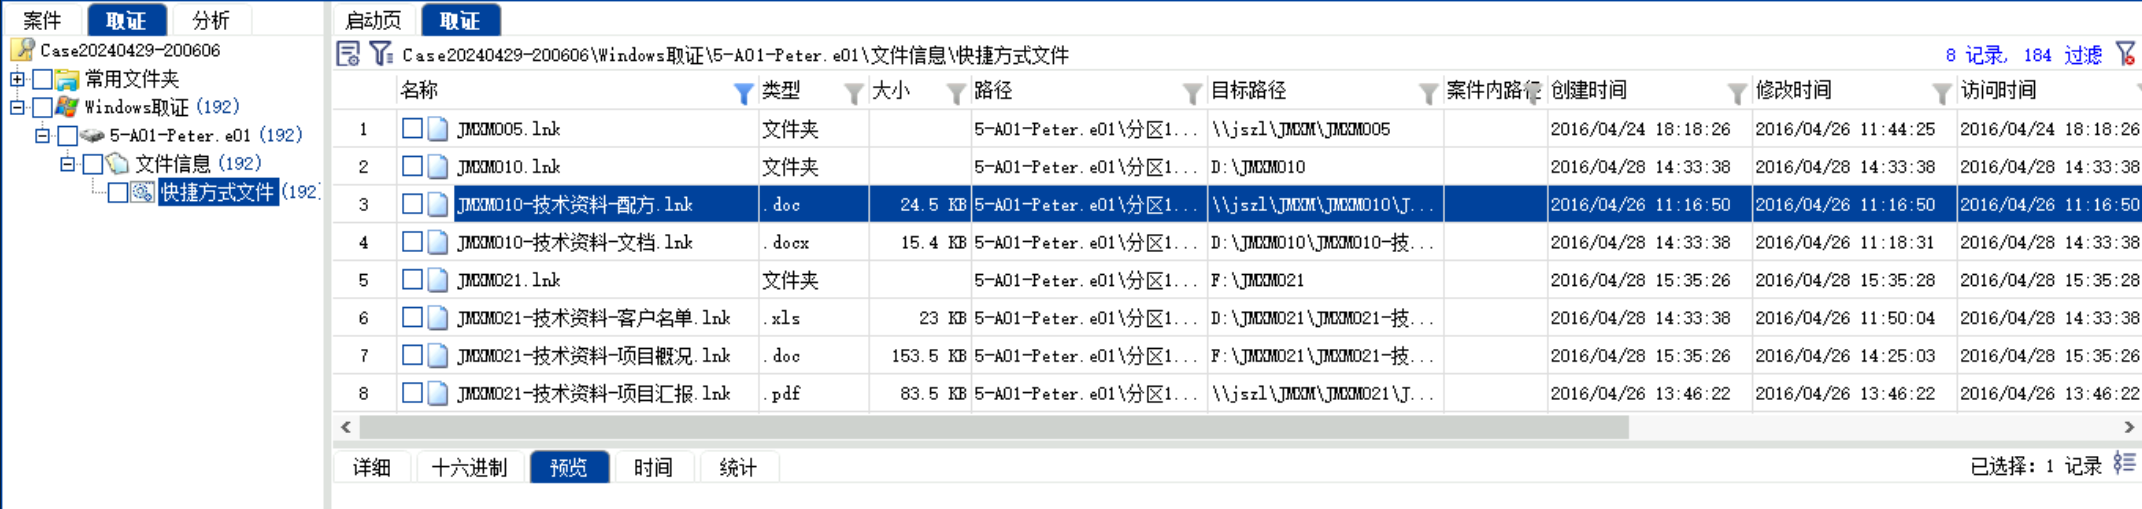 案件 取证 分析
Case20240429-200606
常用文件夹
Windows取证 (192)
5-A01-Peter.e01 (192)
文件信息 (192)
快捷方式文件 (192
启动页 取证
Case20240429-200606\Windows取证\5-A01-Peter.e01\文件信息\快捷方式文件 8 记录, 184 过滤
名称 类型 大小 路径 目标路径 案件内路径 创建时间 修改时间 访问时间
1 JMXM005.lnk 文件夹 5-A01-Peter.e01\分区1... \\jszl\JMXM\JMXM005 2016/04/24 18:18:26 2016/04/26 11:44:25 2016/04/24 18:18:26
2 JMXM010.lnk 文件夹 5-A01-Peter.e01\分区1... D:\JMXM010 2016/04/28 14:33:38 2016/04/28 14:33:38 2016/04/28 14:33:38
3 JMXM010-技术资料-配方.lnk .doc 24.5 KB 5-A01-Peter.e01\分区1... \\jszl\JMXM\JMXM010\J... 2016/04/26 11:16:50 2016/04/26 11:16:50 2016/04/26 11:16:50
4 JMXM010-技术资料-文档.lnk .docx 15.4 KB 5-A01-Peter.e01\分区1... D:\JMXM010\JMXM010-技... 2016/04/28 14:33:38 2016/04/26 11:18:31 2016/04/28 14:33:38
5 JMXM021.lnk 文件夹 5-A01-Peter.e01\分区1... F:\JMXM021 2016/04/28 15:35:26 2016/04/28 15:35:28 2016/04/28 15:35:28
6 JMXM021-技术资料-客户名单.lnk .xls 23 KB 5-A01-Peter.e01\分区1... D:\JMXM021\JMXM021-技... 2016/04/28 14:33:38 2016/04/26 11:50:04 2016/04/28 14:33:38
7 JMXM021-技术资料-项目概况.lnk .doc 153.5 KB 5-A01-Peter.e01\分区1... F:\JMXM021\JMXM021-技... 2016/04/28 15:35:26 2016/04/26 14:25:03 2016/04/28 15:35:26
8 JMXM021-技术资料-项目汇报.lnk .pdf 83.5 KB 5-A01-Peter.e01\分区1... \\jszl\JMXM\JMXM021\J... 2016/04/26 13:46:22 2016/04/26 13:46:22 2016/04/26 13:46:22
详细 十六进制 预览 时间 统计 已选择: 1 记录